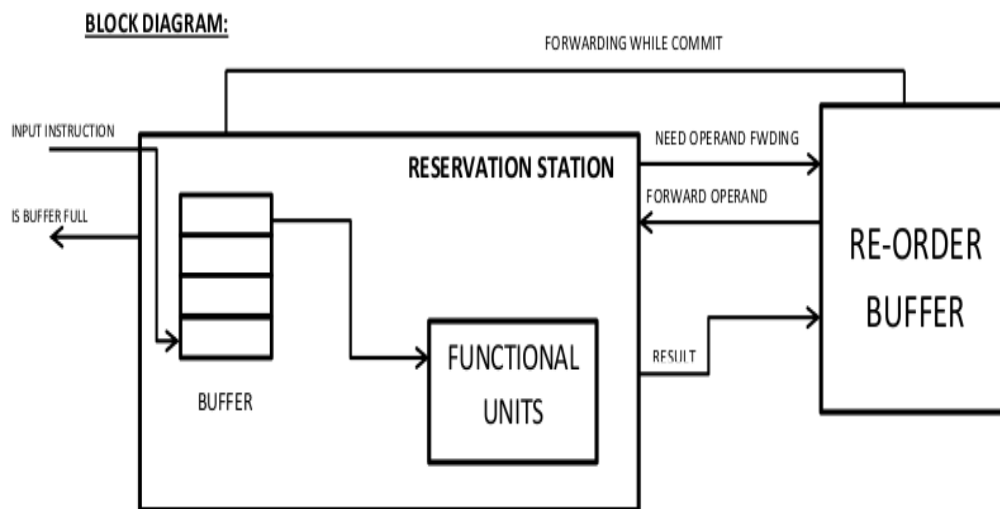 BLOCK DIAGRAM:
FORWARDING WHILE COMMIT
INPUT INSTRUCTION
NEED OPERAND FWDING
RESERVATION STATION
FORWARD OPERAND
IS BUFFER FULL
RE-ORDER
BUFFER
FUNCTIONAL
UNITS
RESULT
BUFFER